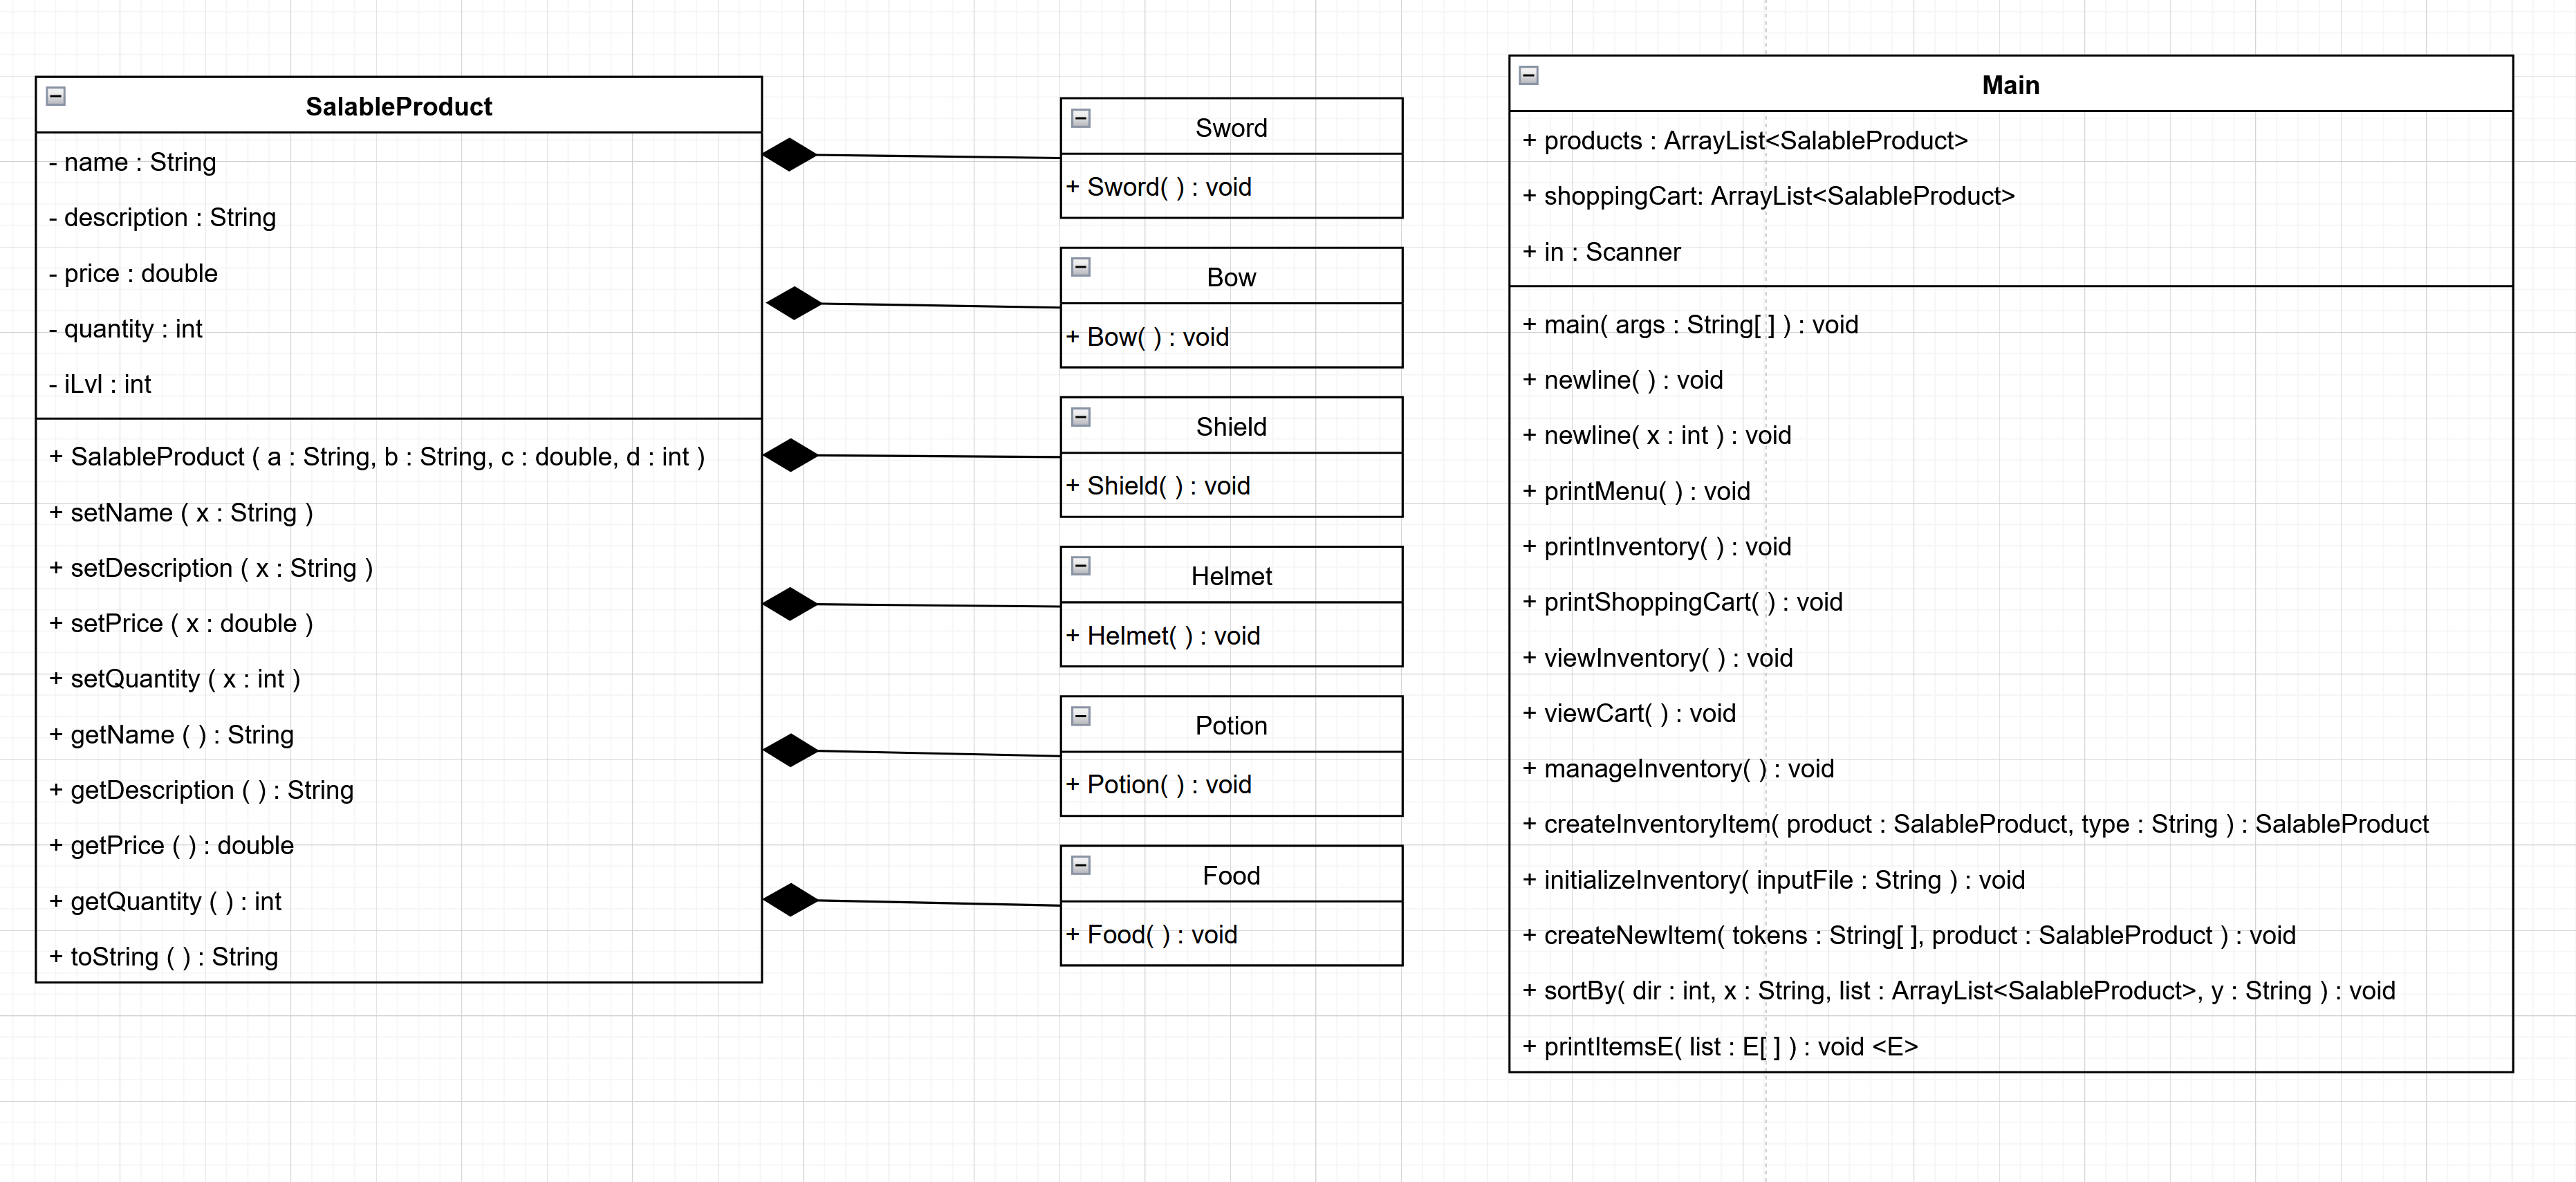 SalableProduct
- name : String
- description : String
- price : double
- quantity : int
- iLvl : int
+ SalableProduct ( a : String, b : String, c : double, d : int )
+ setName ( x : String )
+ setDescription ( x : String )
+ setPrice ( x : double )
+ setQuantity ( x : int )
+ getName ( ) : String
+ getDescription ( ) : String
+ getPrice ( ) : double
+ getQuantity ( ) : int
+ toString ( ) : String
Sword
+ Sword( ) : void
Bow
+ Bow( ) : void
Shield
+ Shield( ) : void
Helmet
+ Helmet( ) : void
Potion
+ Potion( ) : void
Food
+ Food( ) : void
Main
+ products : ArrayList<SalableProduct>
+ shoppingCart: ArrayList<SalableProduct>
+ in : Scanner
+ main( args : String[ ] ) : void
+ newline( ) : void
+ newline( x : int ) : void
+ printMenu( ) : void
+ printInventory( ) : void
+ printShoppingCart( ) : void
+ viewInventory( ) : void
+ viewCart( ) : void
+ manageInventory( ) : void
+ createInventoryItem( product : SalableProduct, type : String ) : SalableProduct
+ initializeInventory( inputFile : String ) : void
+ createNewItem( tokens : String[ ], product : SalableProduct ) : void
+ sortBy( dir : int, x : String, list : ArrayList<SalableProduct>, y : String ) : void
+ printItemsE( list : E[ ] ) : void <E>